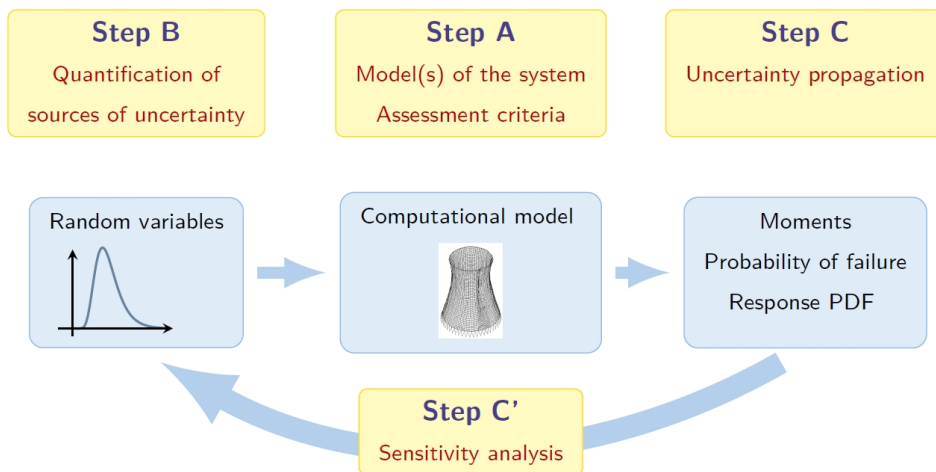 Step B
Quantification of
sources of uncertainty
Step A
Model(s) of the system
Assessment criteria
Step C
Uncertainty propagation
Random variables
Computational model
Moments
Probability of failure
Response PDF
Step C'
Sensitivity analysis